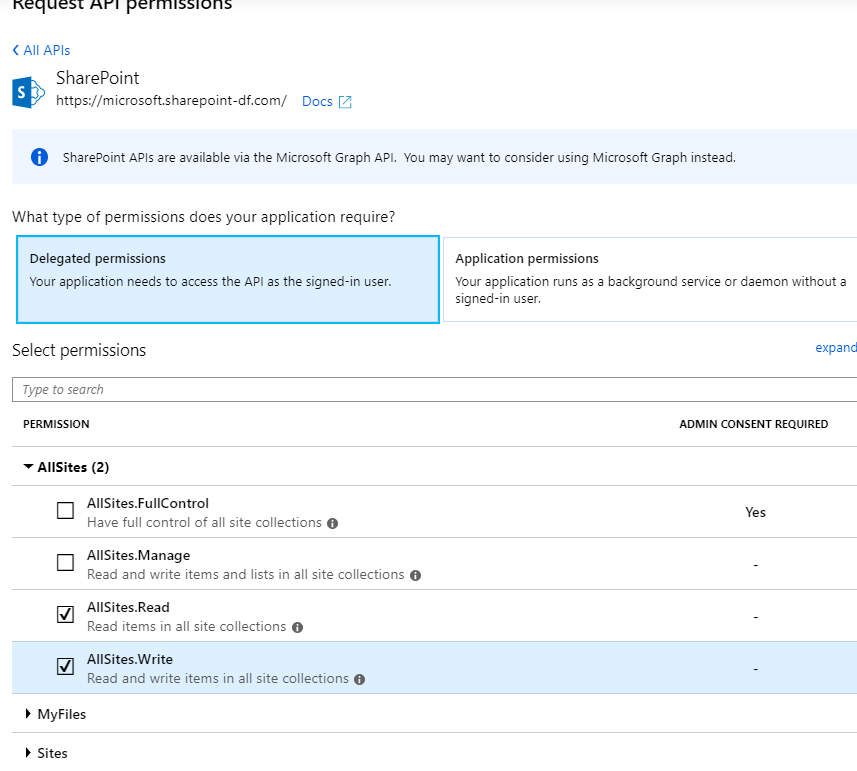 Request API permissions
All APIs
S
SharePoint
https://microsoft.sharepoint-df.com/ Docs
SharePoint APIs are available via the Microsoft Graph API. You may want to consider using Microsoft Graph instead.
What type of permissions does your application require?
Delegated permissions
Your application needs to access the API as the signed-in user.
Application permissions
Your application runs as a background service or daemon without a
signed-in user.
Select permissions
expand
Type to search
PERMISSION ADMIN CONSENT REQUIRED
AllSites (2)
AllSites.FullControl
Have full control of all site collections
Yes
AllSites.Manage
Read and write items and lists in all site collections
-
AllSites.Read
Read items in all site collections
-
AllSites.Write
Read and write items in all site collections
-
MyFiles
Sites